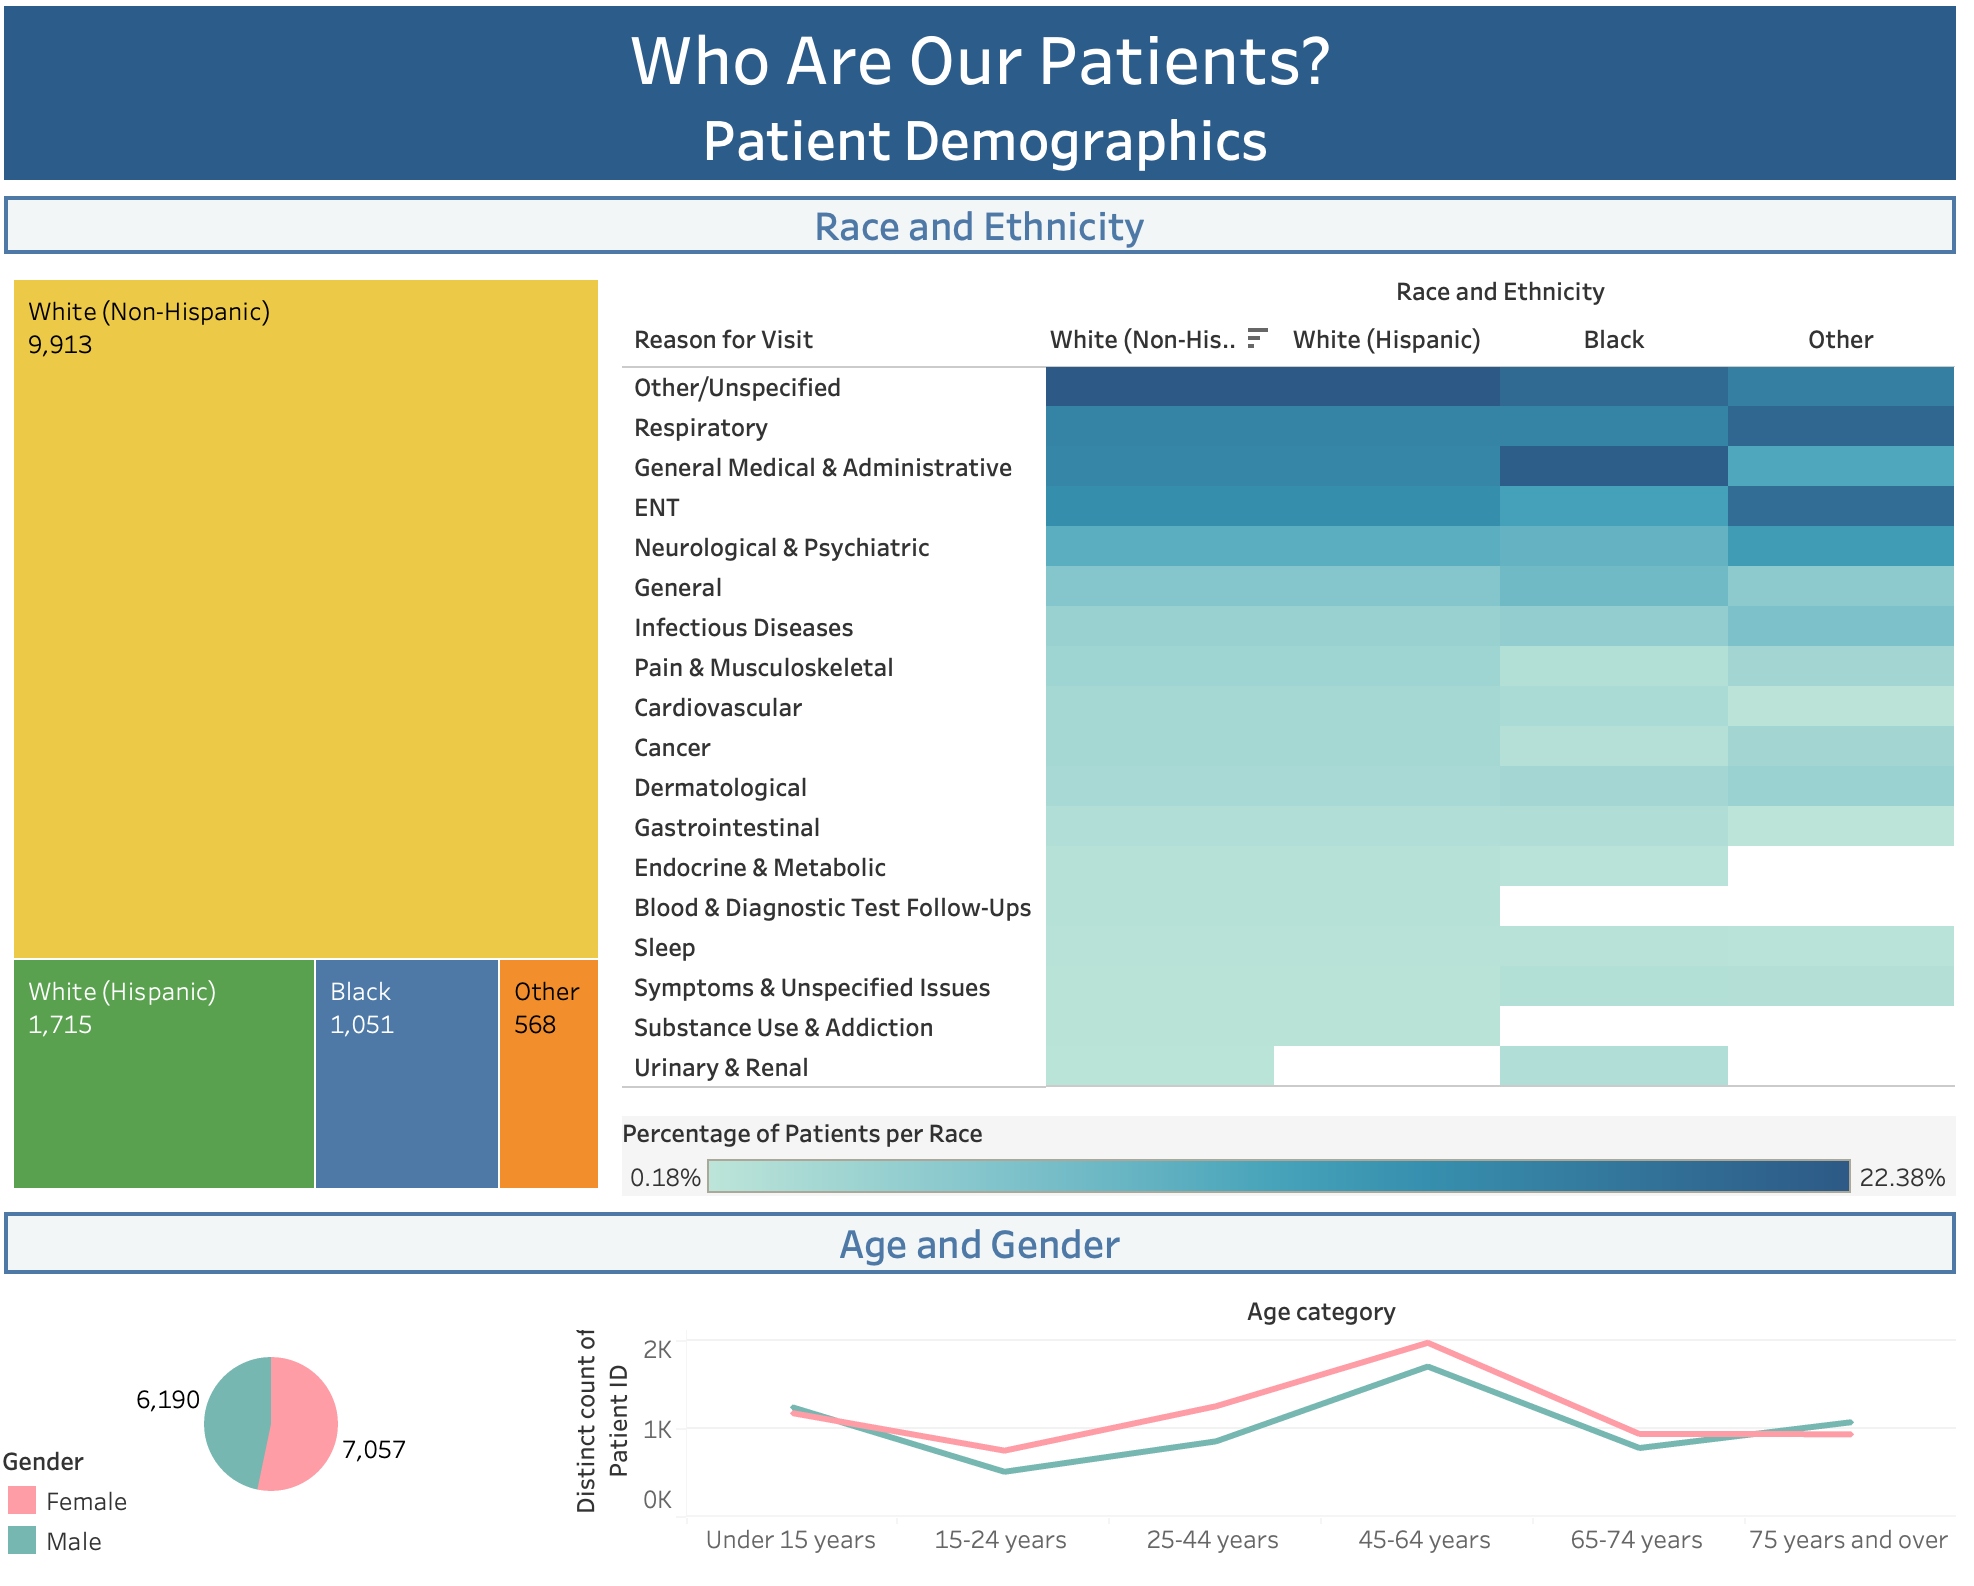 Who Are Our Patients?
Patient Demographics
Race and Ethnicity
White (Non-Hispanic)
9,913
White (Hispanic)
1,715
Black
1,051
Other
568
Race and Ethnicity
Reason for Visit White (Non-His.. White (Hispanic) Black Other
Other/Unspecified
Respiratory
General Medical & Administrative
ENT
Neurological & Psychiatric
General
Infectious Diseases
Pain & Musculoskeletal
Cardiovascular
Cancer
Dermatological
Gastrointestinal
Endocrine & Metabolic
Blood & Diagnostic Test Follow-Ups
Sleep
Symptoms & Unspecified Issues
Substance Use & Addiction
Urinary & Renal
Percentage of Patients per Race
0.18% 22.38%
Age and Gender
6,190
7,057
Gender
Female
Male
Age category
Distinct count of
Patient ID
2K
1K
0K
Under 15 years 15-24 years 25-44 years 45-64 years 65-74 years 75 years and over